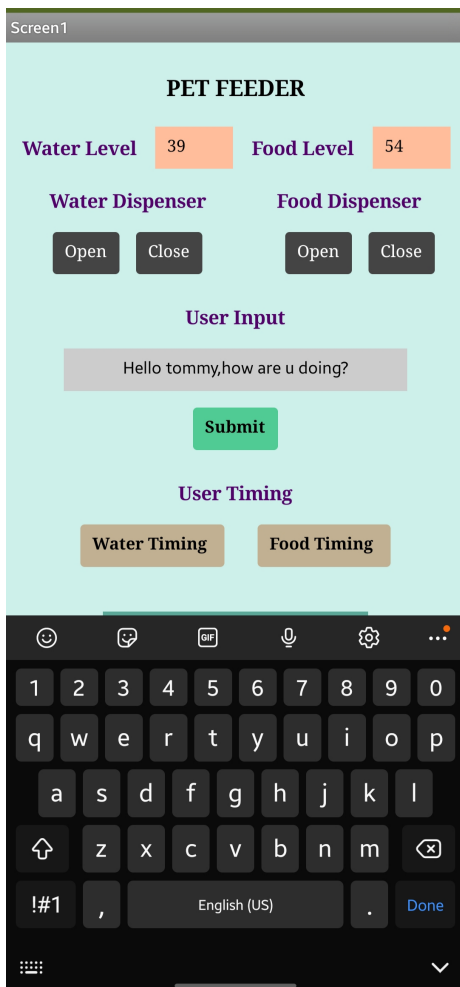 Screen1
PET FEEDER
Water Level 39 Food Level 54
Water Dispenser Food Dispenser
Open Close Open Close
User Input
Hello tommy,how are u doing?
Submit
User Timing
Water Timing Food Timing
GIF
1 2 3 4 5 6 7 8 9 0
q w e r t y u i o p
a s d f g h j k l
z x c v b n m
!#1 , English (US) . Done